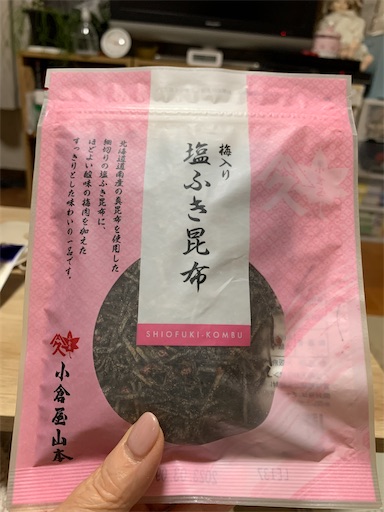 梅入り
塩ふき昆布
SHIOFUKI-KOMBU
北海道道南産の真昆布を使用した
細切りの塩ふき昆布に、
ほどよい酸味の梅肉を加えた
すっきりとした味わいの一品です。
小倉屋山本